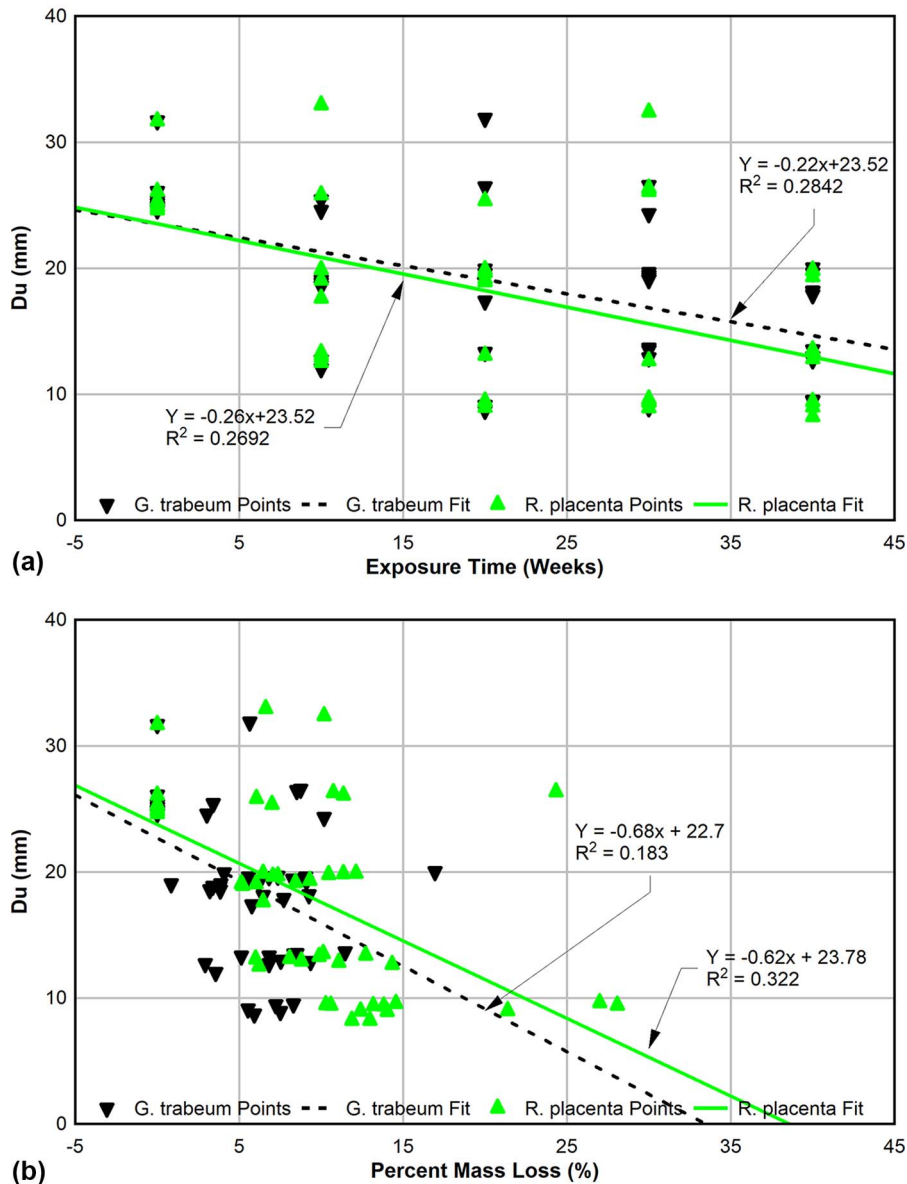 40
30
20
10
0
Du (mm)
Y = -0.22x+23.52
R² = 0.2842
Y = -0.26x+23.52
R² = 0.2692
G. trabeum Points G. trabeum Fit R. placenta Points R. placenta Fit
-5 5 15 25 35 45
(a) Exposure Time (Weeks)
40
30
20
10
0
Du (mm)
Y = -0.68x + 22.7
R² = 0.183
Y = -0.62x + 23.78
R² = 0.322
G. trabeum Points G. trabeum Fit R. placenta Points R. placenta Fit
-5 5 15 25 35 45
(b) Percent Mass Loss (%)